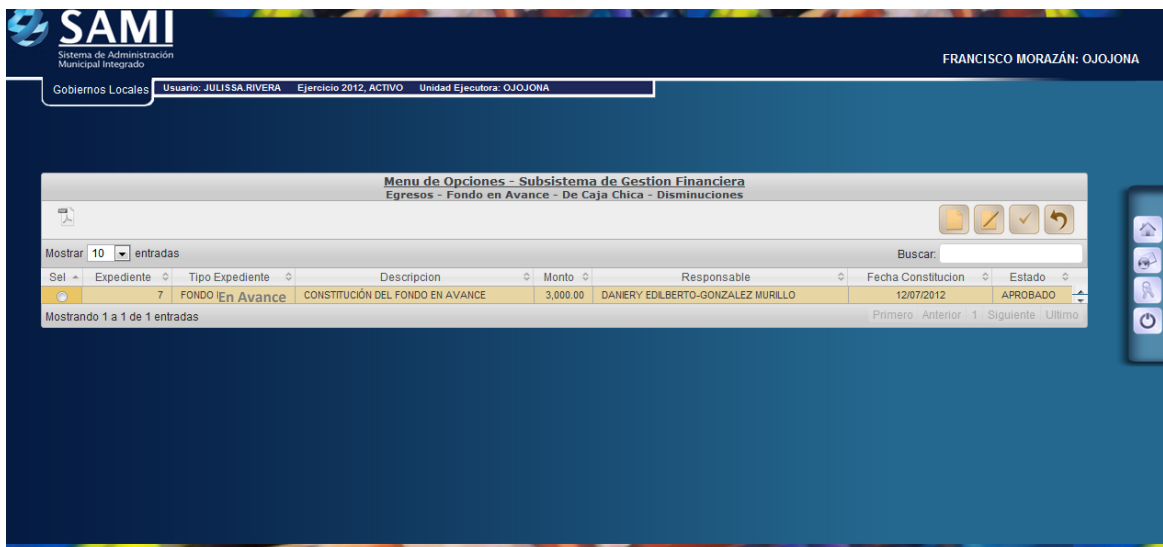 SAMI
Sistema de Administración
Municipal Integrado
FRANCISCO MORAZÁN: OJOJONA
Gobiernos Locales
Usuario: JULISSA.RIVERA Ejercicio 2012, ACTIVO Unidad Ejecutora: OJOJONA
Menu de Opciones - Subsistema de Gestion Financiera
Egresos - Fondo en Avance - De Caja Chica - Disminuciones
Mostrar 10 entradas Buscar:
Sel Expediente Tipo Expediente Descripcion Monto Responsable Fecha Constitucion Estado
7 FONDO En Avance CONSTITUCIÓN DEL FONDO EN AVANCE 3,000.00 DANIERY EDILBERTO-GONZALEZ MURILLO 12/07/2012 APROBADO
Mostrando 1 a 1 de 1 entradas Primero Anterior 1 Siguiente Ultimo